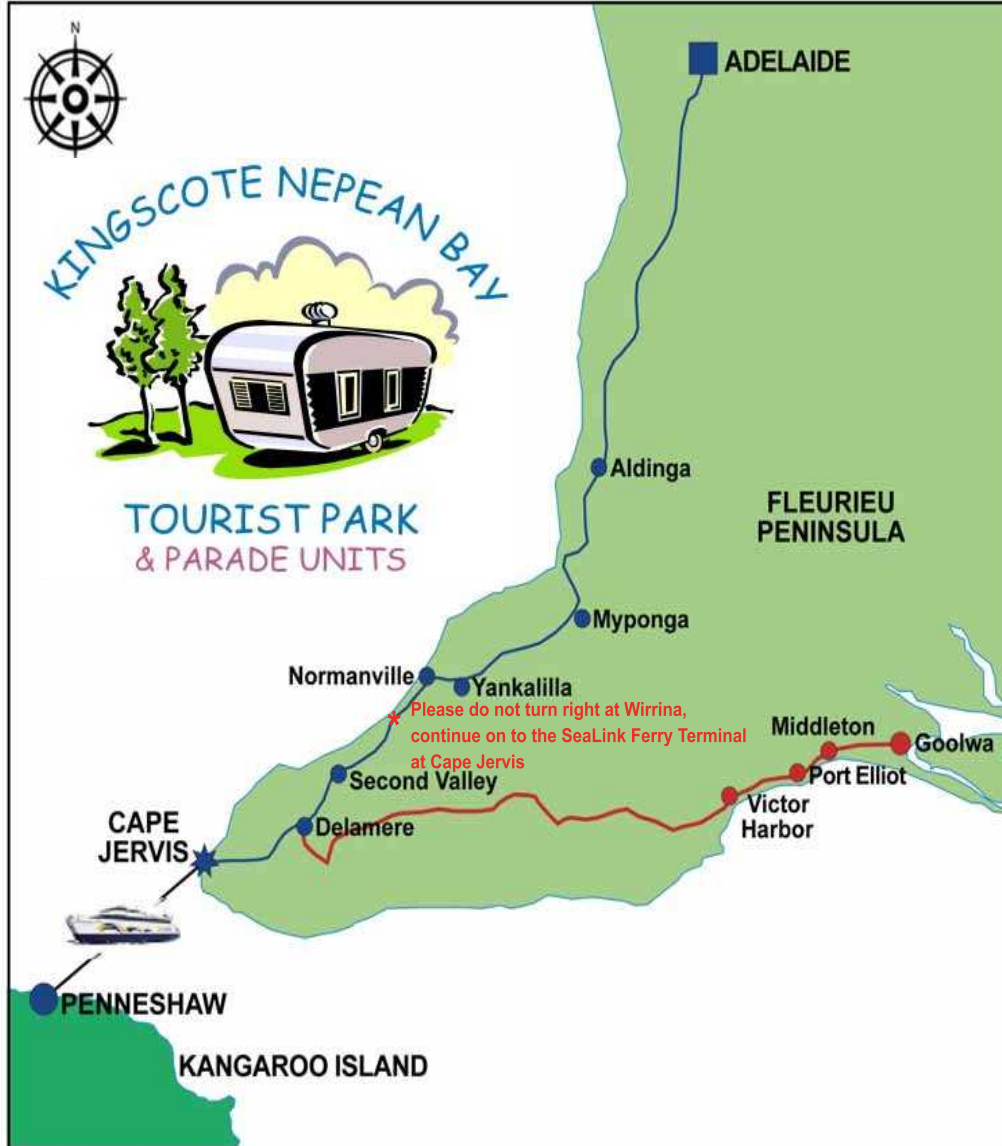 N
ADELAIDE
KINGSCOTE NEPEAN BAY
TOURIST PARK
& PARADE UNITS
Aldinga
FLEURIEU
PENINSULA
Myponga
Normanville
Yankalilla
* Please do not turn right at Wirrina,
continue on to the SeaLink Ferry Terminal
at Cape Jervis
Middleton
Goolwa
Second Valley
Port Elliot
Victor
Harbor
Delamere
CAPE
JERVIS
PENNESHAW
KANGAROO ISLAND